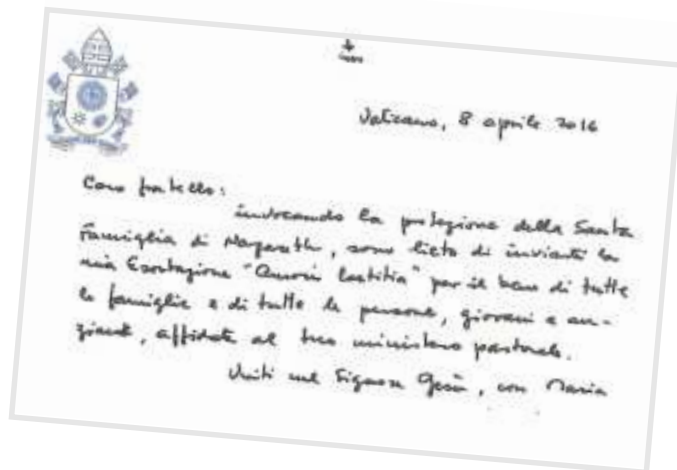 Vaticano, 8 aprile 2016
Caro fratello:
invocando la protezione della Santa
Famiglia di Nazareth, sono lieto di inviarti la
mia Esortazione "Amoris laetitia" per il bene di tutte
le famiglie e di tutte le persone, giovani e an-
ziane, affidate al tuo ministero pastorale.
Uniti nel Signore Gesù, con Maria